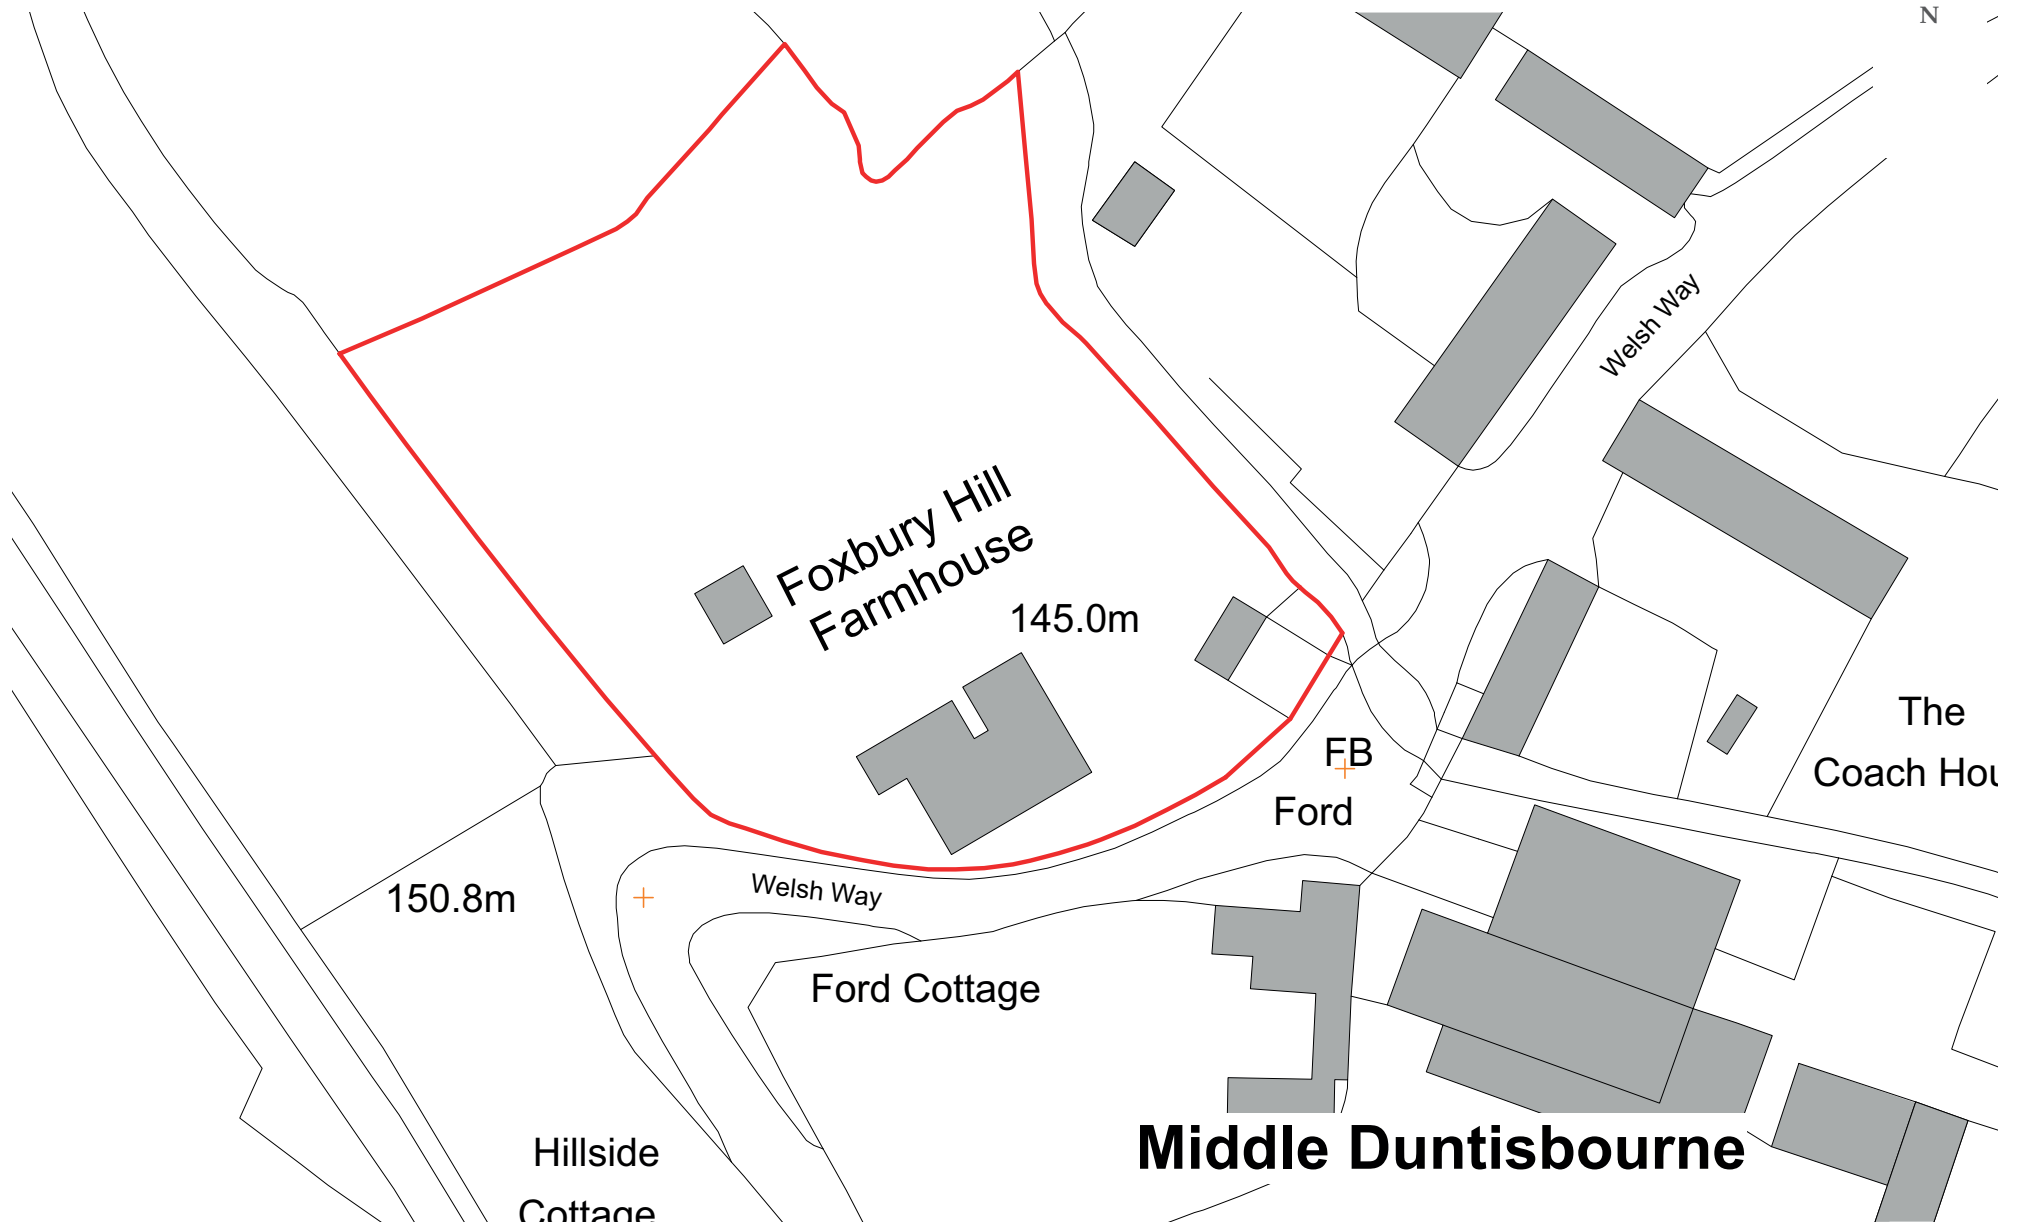 N
Welsh Way
Foxbury Hill
Farmhouse
145.0m
The
Coach Hou
FB
Ford
150.8m
Welsh Way
Ford Cottage
Hillside
Cottage
Middle Duntisbourne